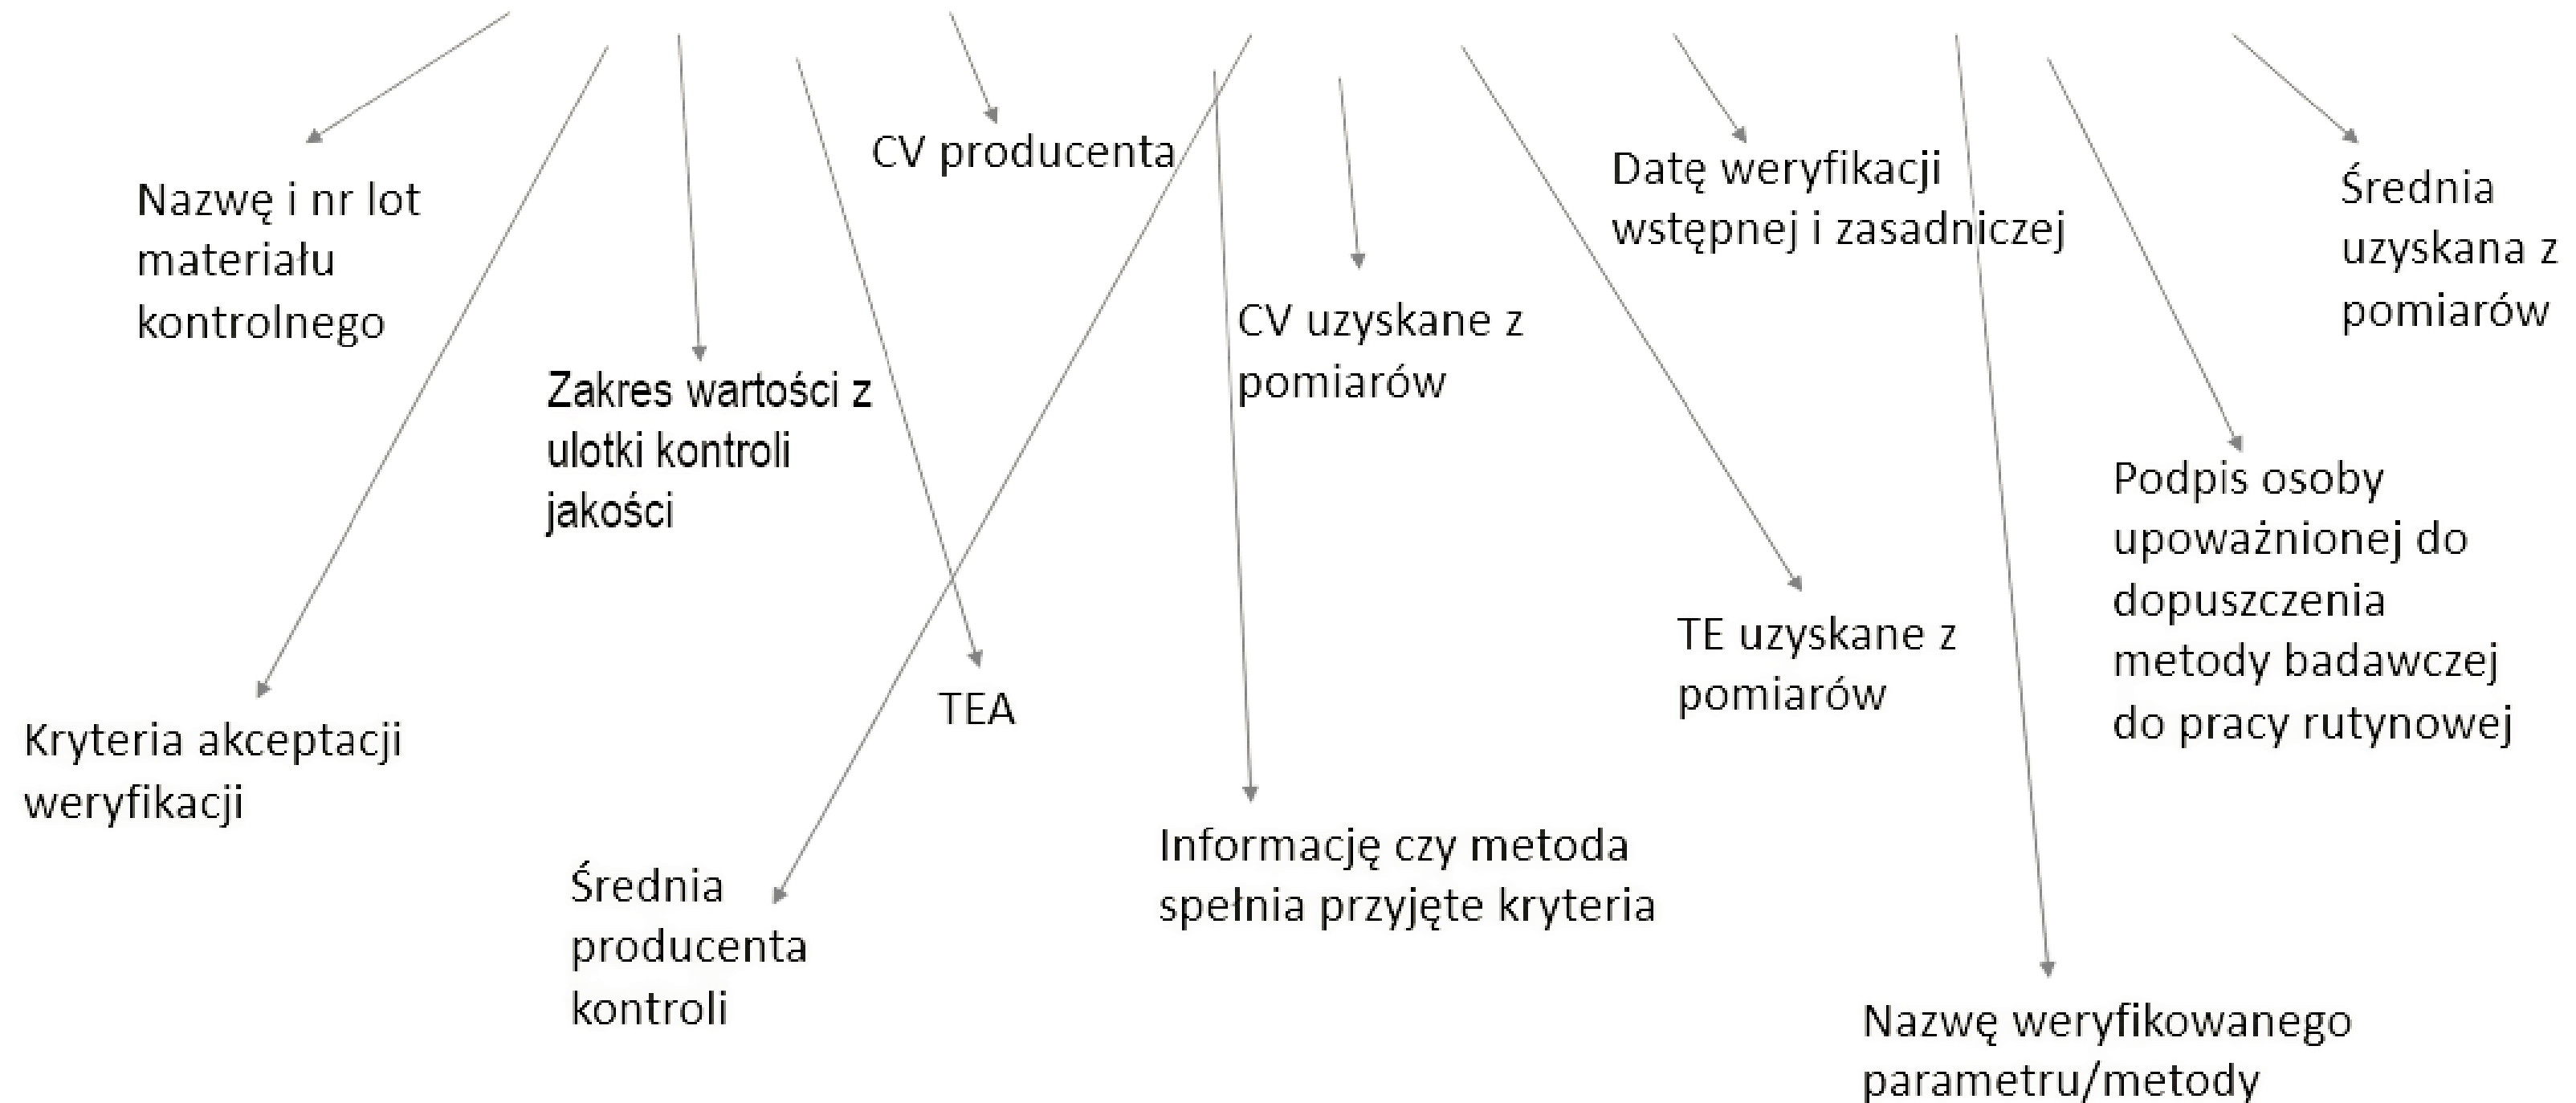 CV producenta
Nazwę i nr lot
materiału
kontrolnego
Datę weryfikacji
wstępnej i zasadniczej
Średnia
uzyskana z
pomiarów
CV uzyskane z
pomiarów
Zakres wartości z
ulotki kontroli
jakości
Podpis osoby
upoważnionej do
dopuszczenia
metody badawczej
do pracy rutynowej
TE uzyskane z
pomiarów
TEA
Kryteria akceptacji
weryfikacji
Informację czy metoda
spełnia przyjęte kryteria
Średnia
producenta
kontroli
Nazwę weryfikowanego
parametru/metody